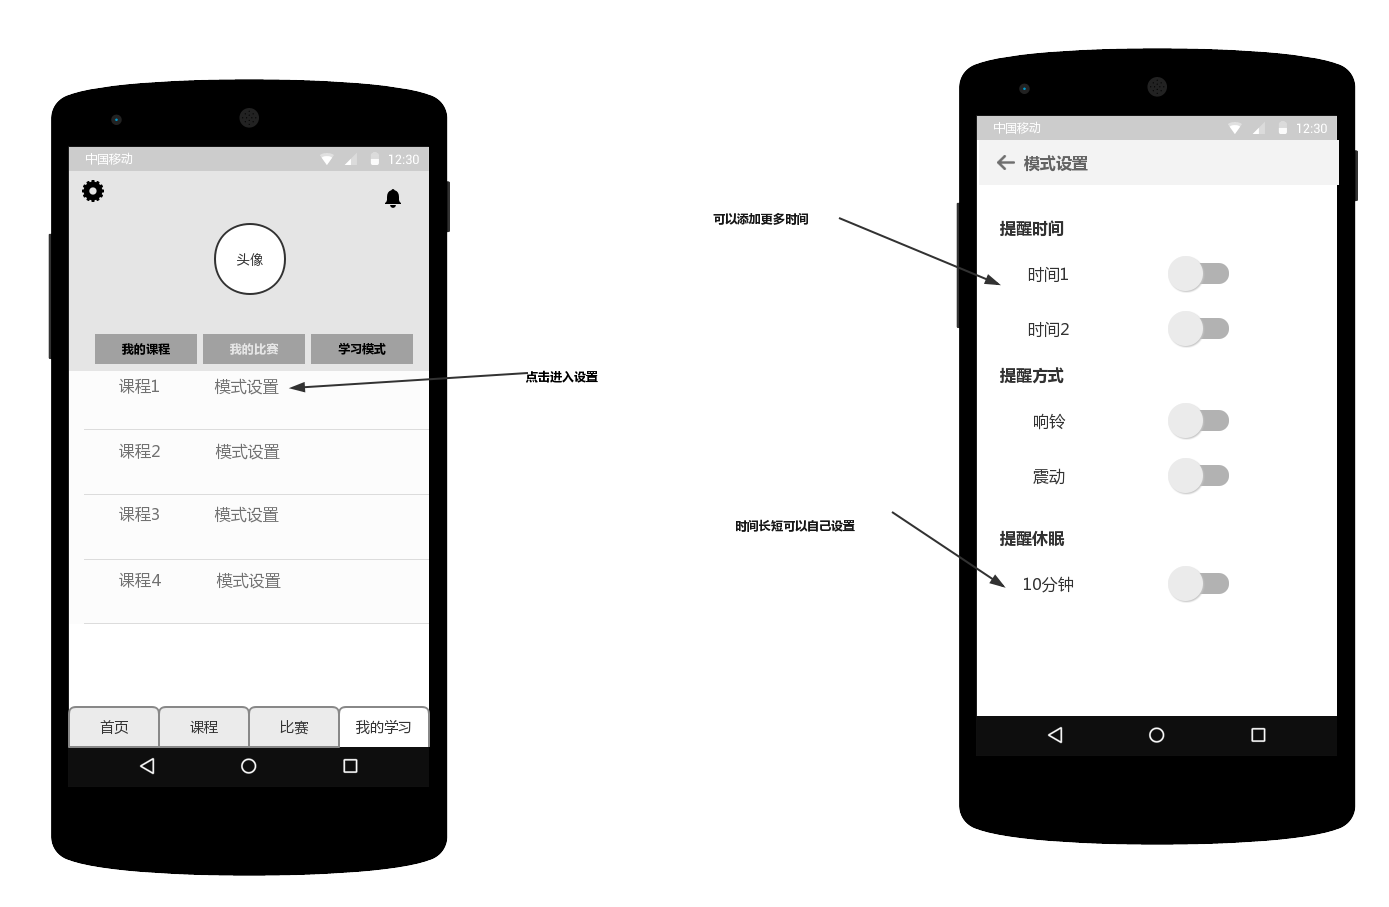 中国移动 12:30
头像
我的课程 我的比赛 学习模式
课程1 模式设置
课程2 模式设置
课程3 模式设置
课程4 模式设置
首页 课程 比赛 我的学习
点击进入设置
可以添加更多时间
时间长短可以自己设置
中国移动 12:30
模式设置
提醒时间
时间1
时间2
提醒方式
响铃
震动
提醒休眠
10分钟